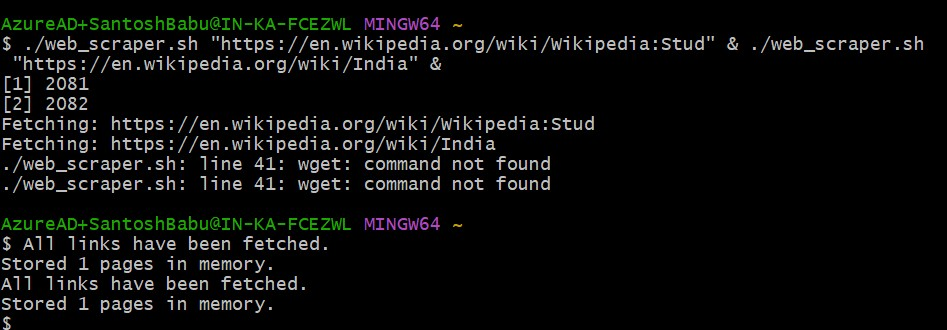 AzureAD+SantoshBabu@IN-KA-FCEZWL MINGW64 ~
$ ./web_scraper.sh "https://en.wikipedia.org/wiki/Wikipedia:Stud" & ./web_scraper.sh
"https://en.wikipedia.org/wiki/India" &
[1] 2081
[2] 2082
Fetching: https://en.wikipedia.org/wiki/Wikipedia:Stud
Fetching: https://en.wikipedia.org/wiki/India
./web_scraper.sh: line 41: wget: command not found
./web_scraper.sh: line 41: wget: command not found
AzureAD+SantoshBabu@IN-KA-FCEZWL MINGW64 ~
$ All links have been fetched.
Stored 1 pages in memory.
All links have been fetched.
Stored 1 pages in memory.
$